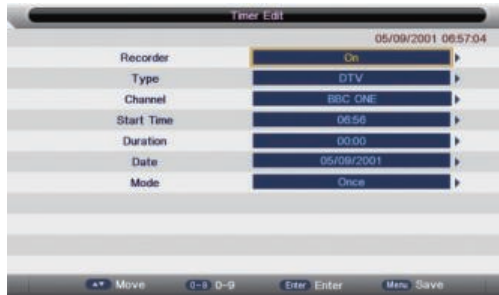 Timer Edit
05/09/2001 06:57:04
Recorder On
Type DTV
Channel BBC ONE
Start Time 06:56
Duration 00:00
Date 05/09/2001
Mode Once
Move 0-9 0-9 Enter Enter Menu Save